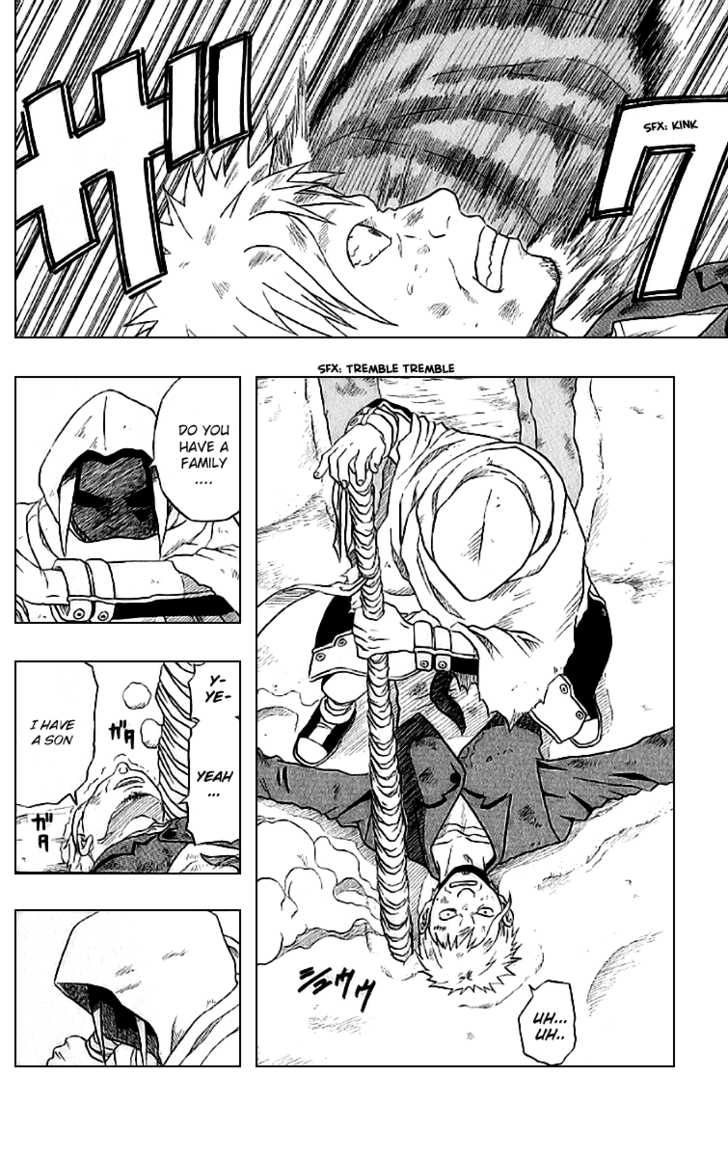 ザクッ
SFX: KINK
SFX: TREMBLE TREMBLE
DO YOU
HAVE A
FAMILY
....
UH...
UH..
シュウウ
Y-
YE-
YEAH
...
I HAVE
A SON
ガタ
ガタ